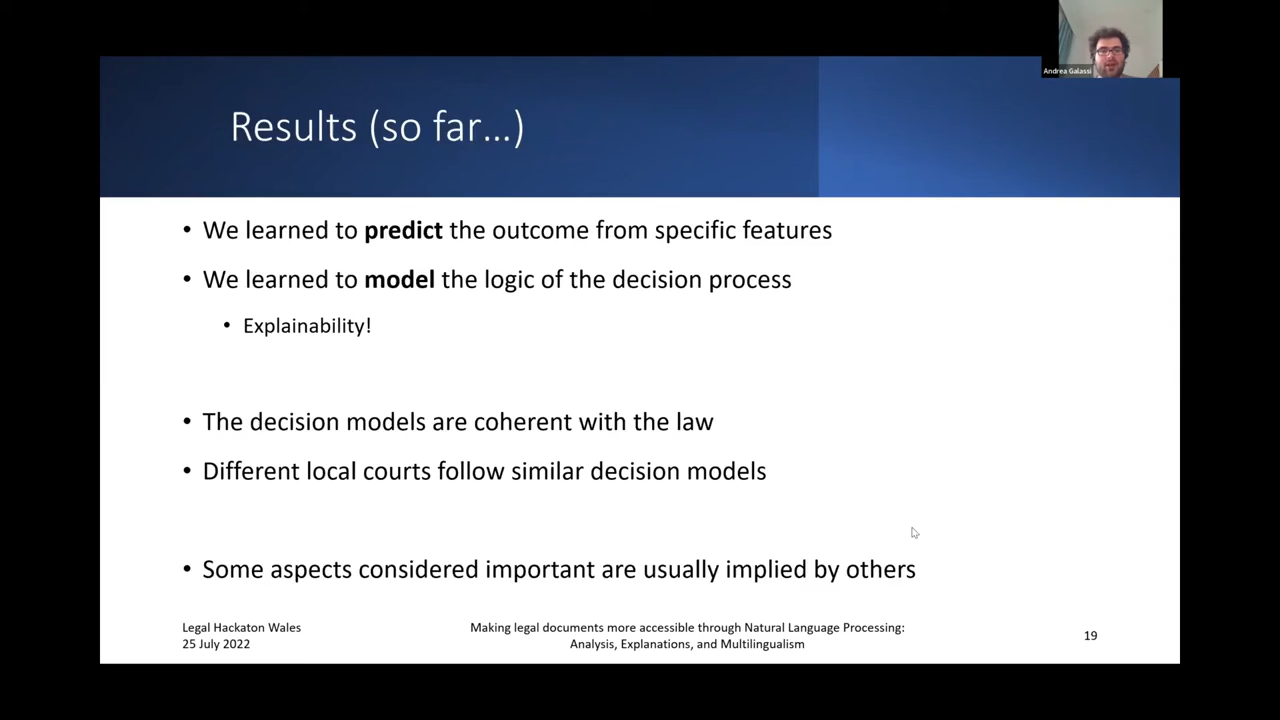 Andrea Galassi
Results (so far...)
• We learned to predict the outcome from specific features
• We learned to model the logic of the decision process
• Explainability!
• The decision models are coherent with the law
• Different local courts follow similar decision models
• Some aspects considered important are usually implied by others
Legal Hackaton Wales
25 July 2022
Making legal documents more accessible through Natural Language Processing:
Analysis, Explanations, and Multilingualism
19